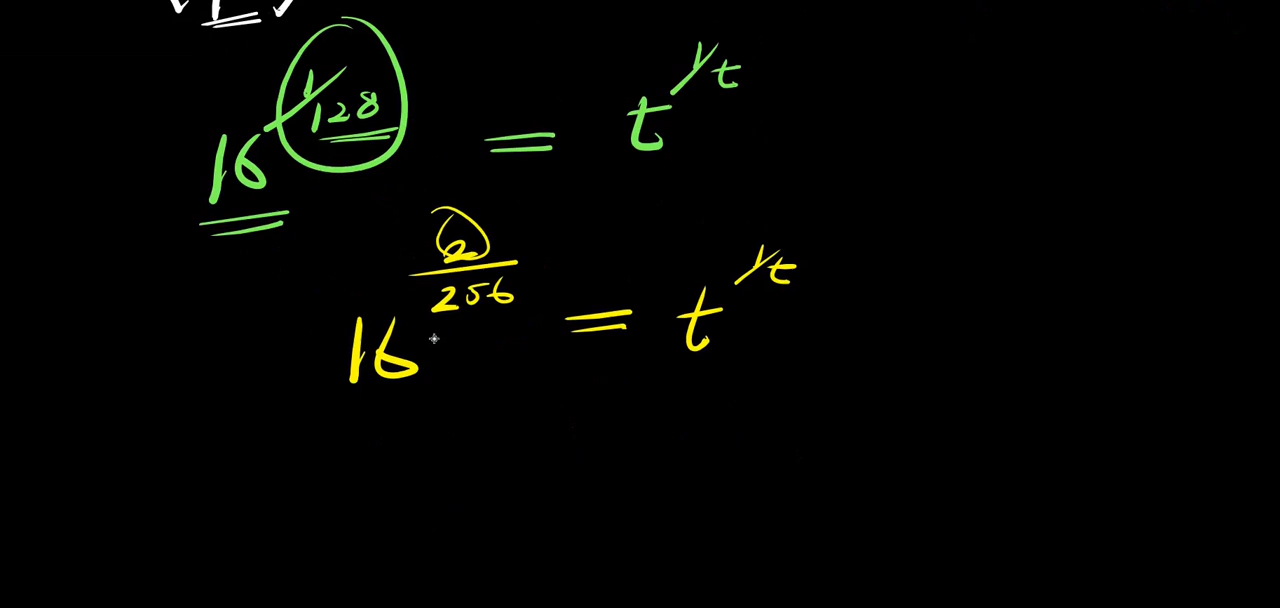 16^{1/128} = t^{1/t}
16^{2/256} = t^{1/t}